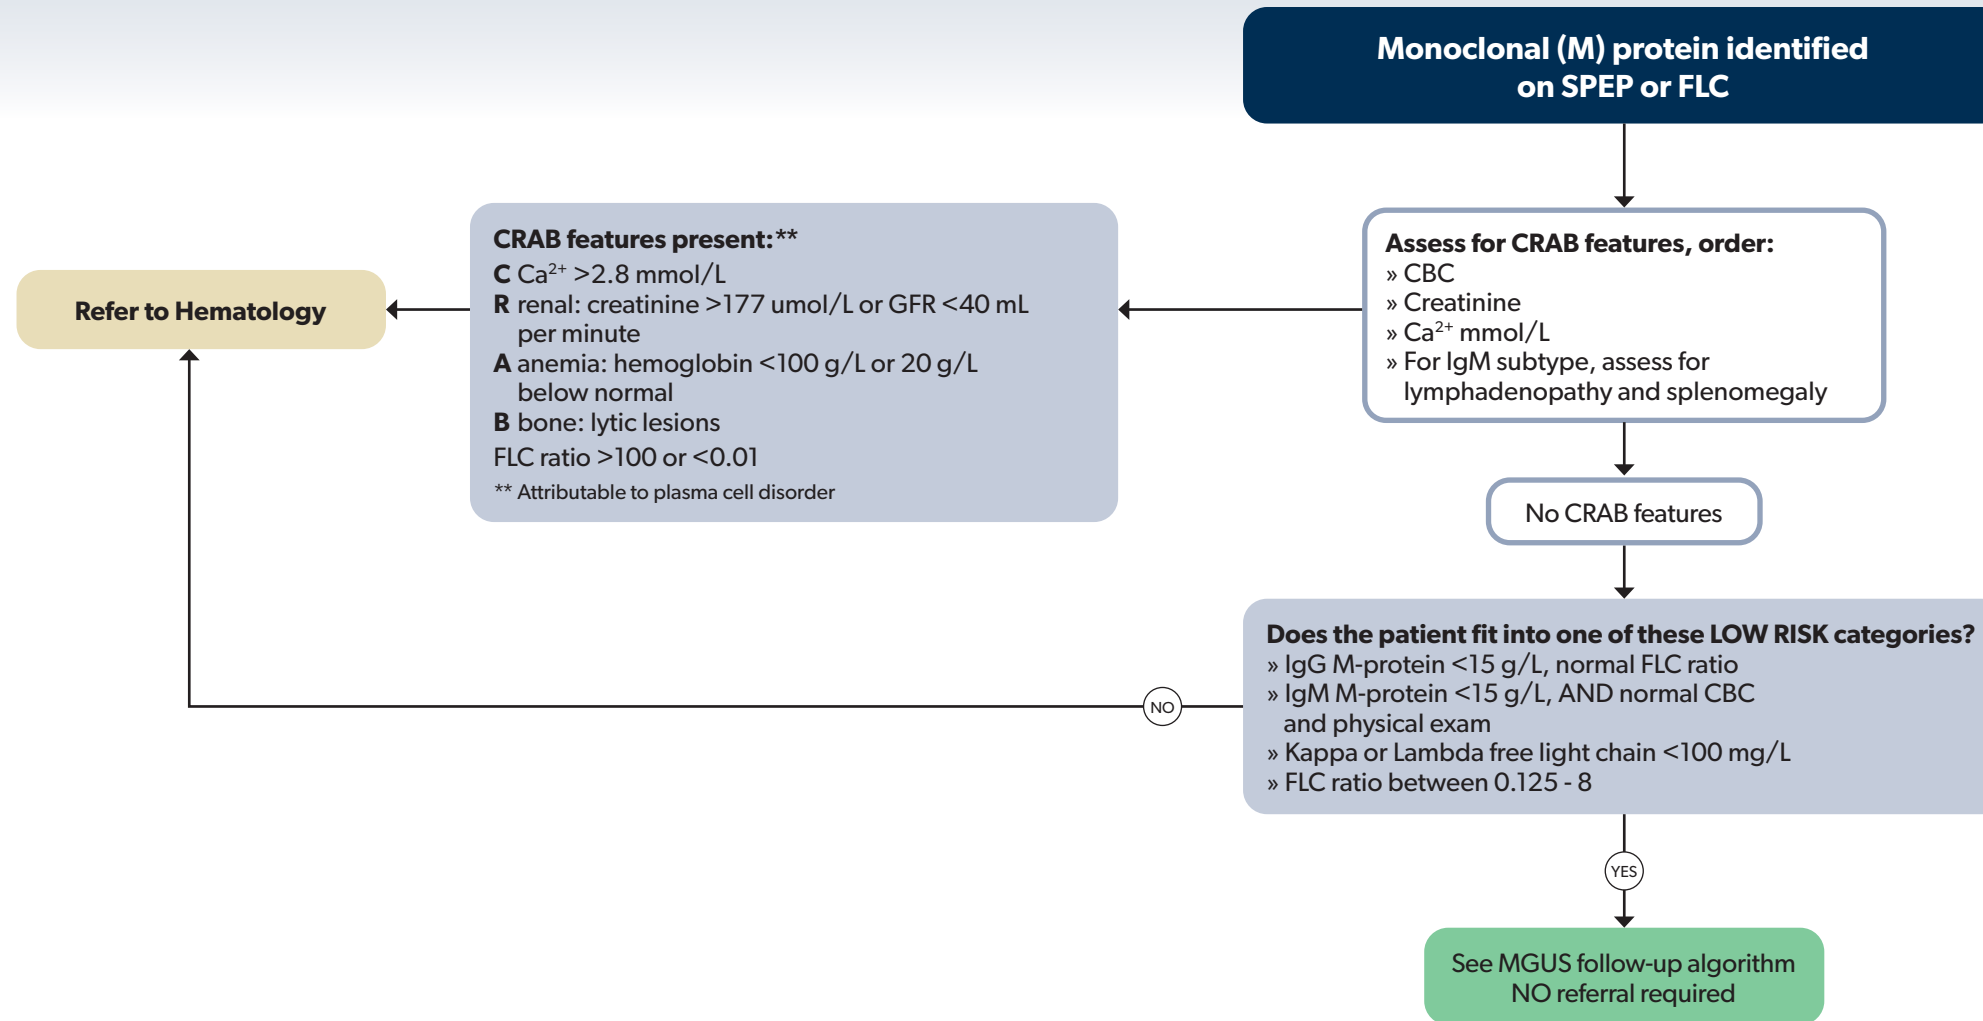 Monoclonal (M) protein identified
on SPEP or FLC
Assess for CRAB features, order:
» CBC
» Creatinine
» Ca²⁺ mmol/L
» For IgM subtype, assess for
lymphadenopathy and splenomegaly
CRAB features present:**
C Ca²⁺ >2.8 mmol/L
R renal: creatinine >177 umol/L or GFR <40 mL
per minute
A anemia: hemoglobin <100 g/L or 20 g/L
below normal
B bone: lytic lesions
FLC ratio >100 or <0.01
** Attributable to plasma cell disorder
Refer to Hematology
No CRAB features
Does the patient fit into one of these LOW RISK categories?
» IgG M-protein <15 g/L, normal FLC ratio
» IgM M-protein <15 g/L, AND normal CBC
and physical exam
» Kappa or Lambda free light chain <100 mg/L
» FLC ratio between 0.125 - 8
NO
YES
See MGUS follow-up algorithm
NO referral required